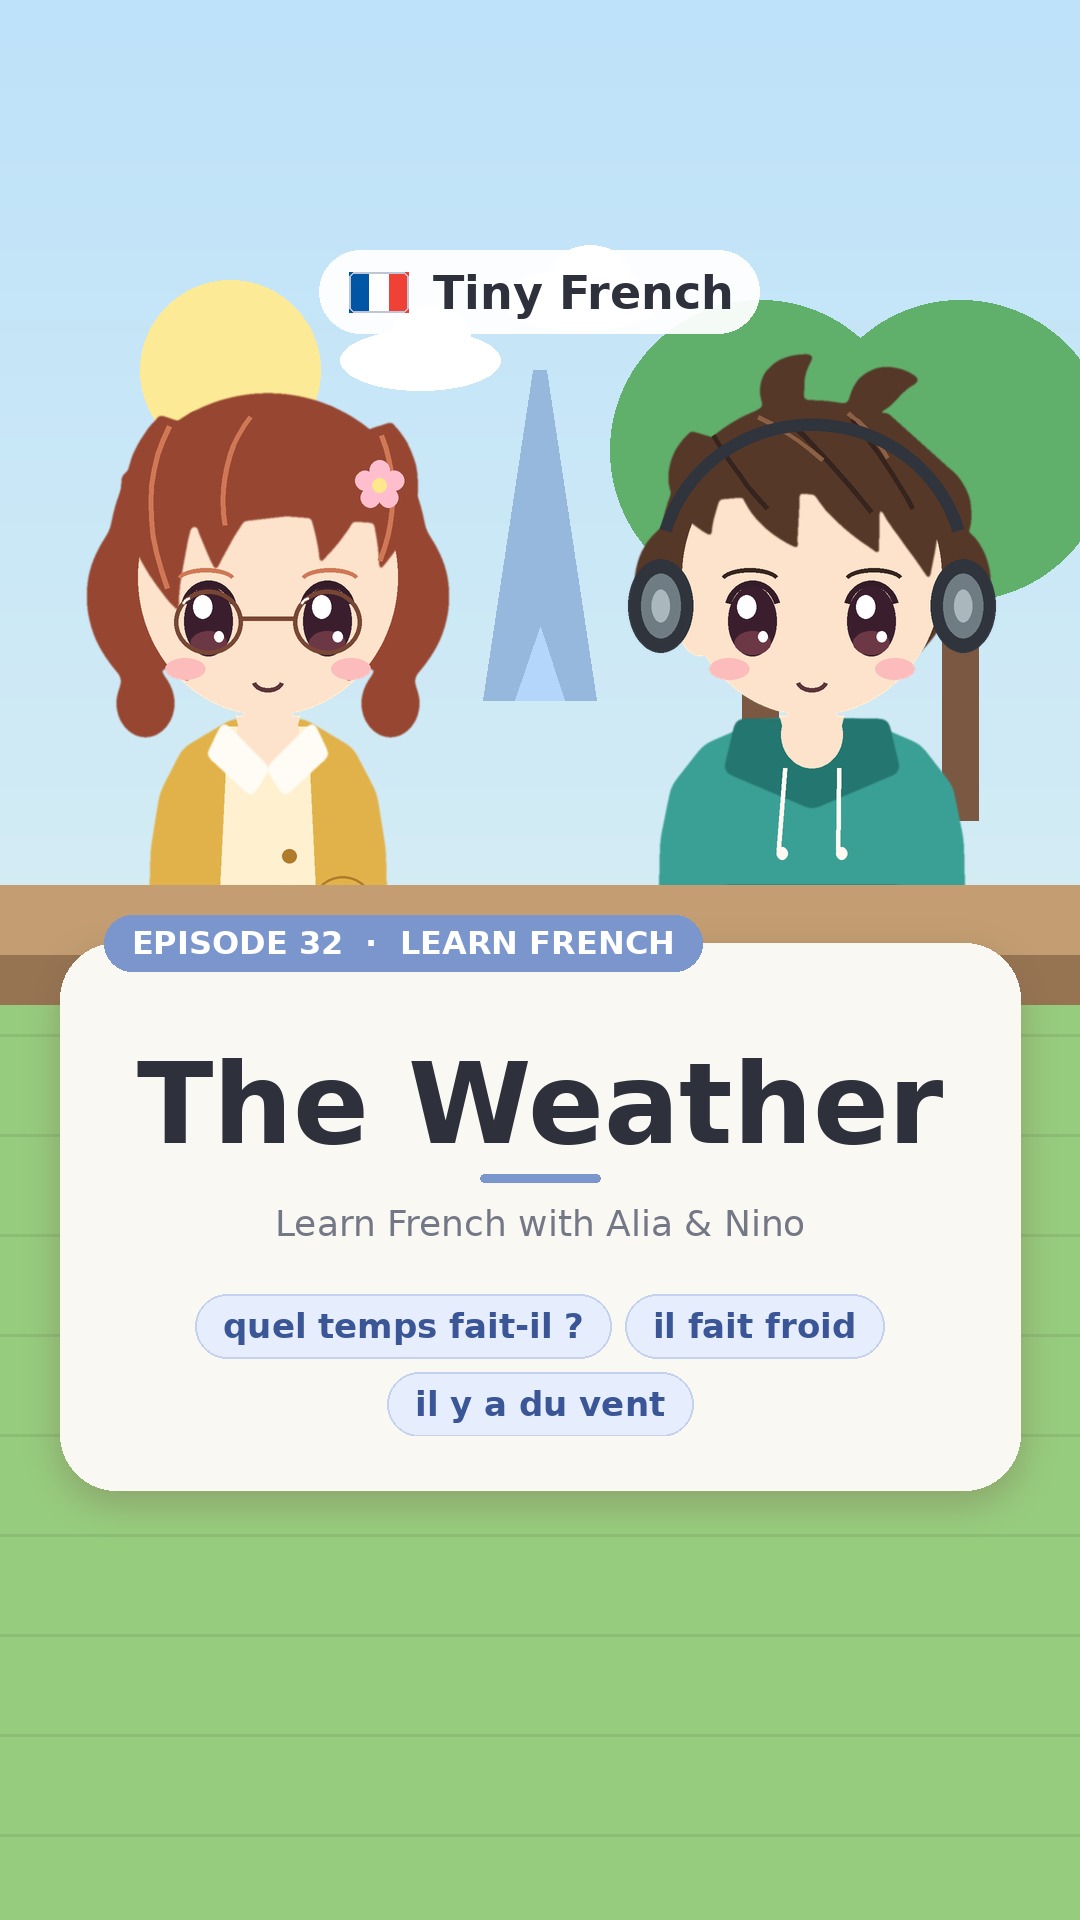 Tiny French
EPISODE 32 · LEARN FRENCH
The Weather
Learn French with Alia & Nino
quel temps fait-il ? il fait froid
il y a du vent